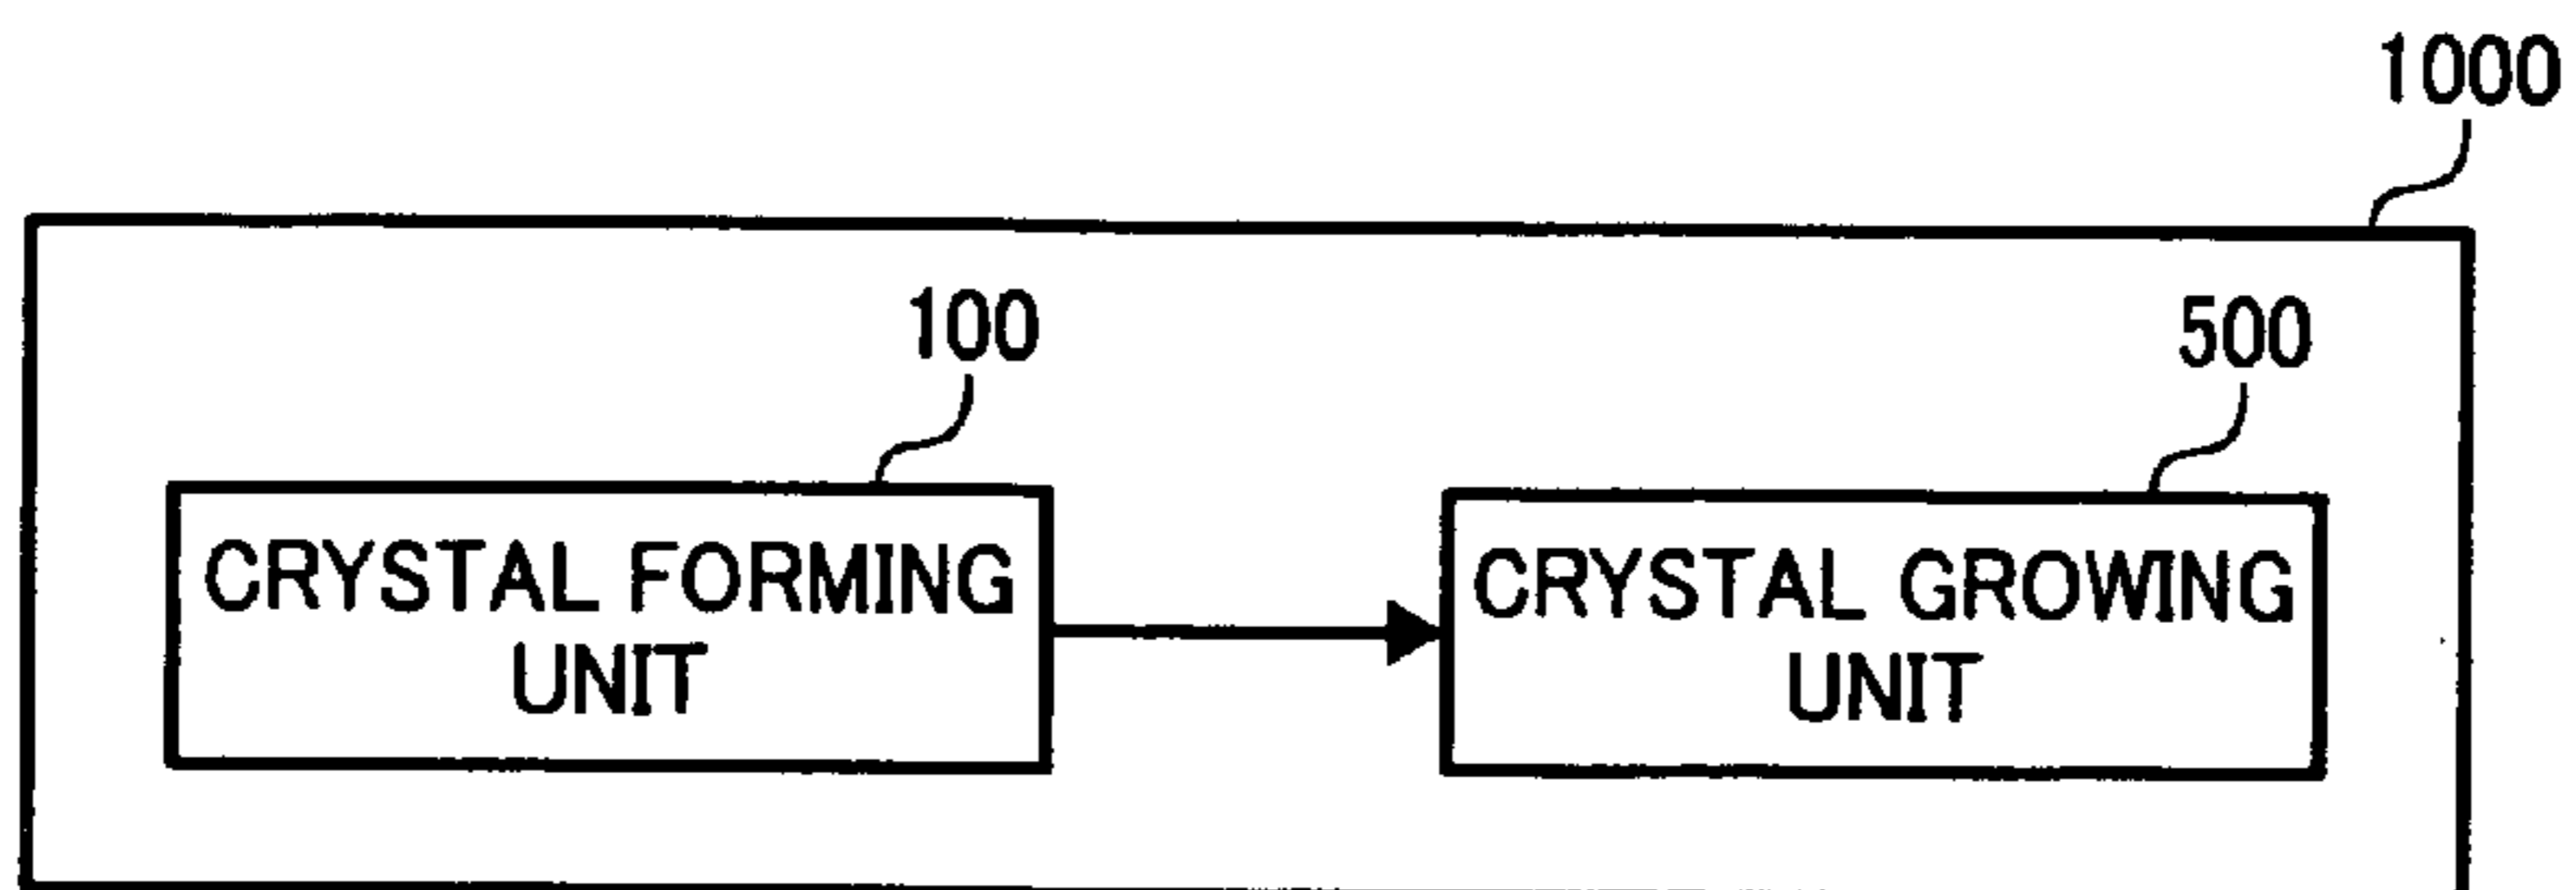 1000
100
500
CRYSTAL FORMING
UNIT
CRYSTAL GROWING
UNIT